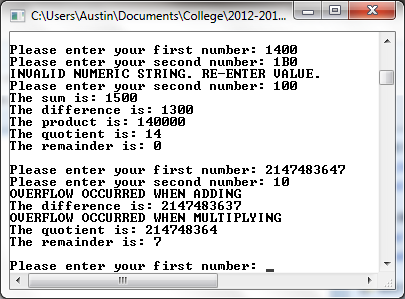 C:\Users\Austin\Documents\College\2012-201...
Please enter your first number: 1400
Please enter your second number: 1B0
INVALID NUMERIC STRING. RE-ENTER VALUE.
Please enter your second number: 100
The sum is: 1500
The difference is: 1300
The product is: 140000
The quotient is: 14
The remainder is: 0
Please enter your first number: 2147483647
Please enter your second number: 10
OVERFLOW OCCURRED WHEN ADDING
The difference is: 2147483637
OVERFLOW OCCURRED WHEN MULTIPLYING
The quotient is: 214748364
The remainder is: 7
Please enter your first number: _